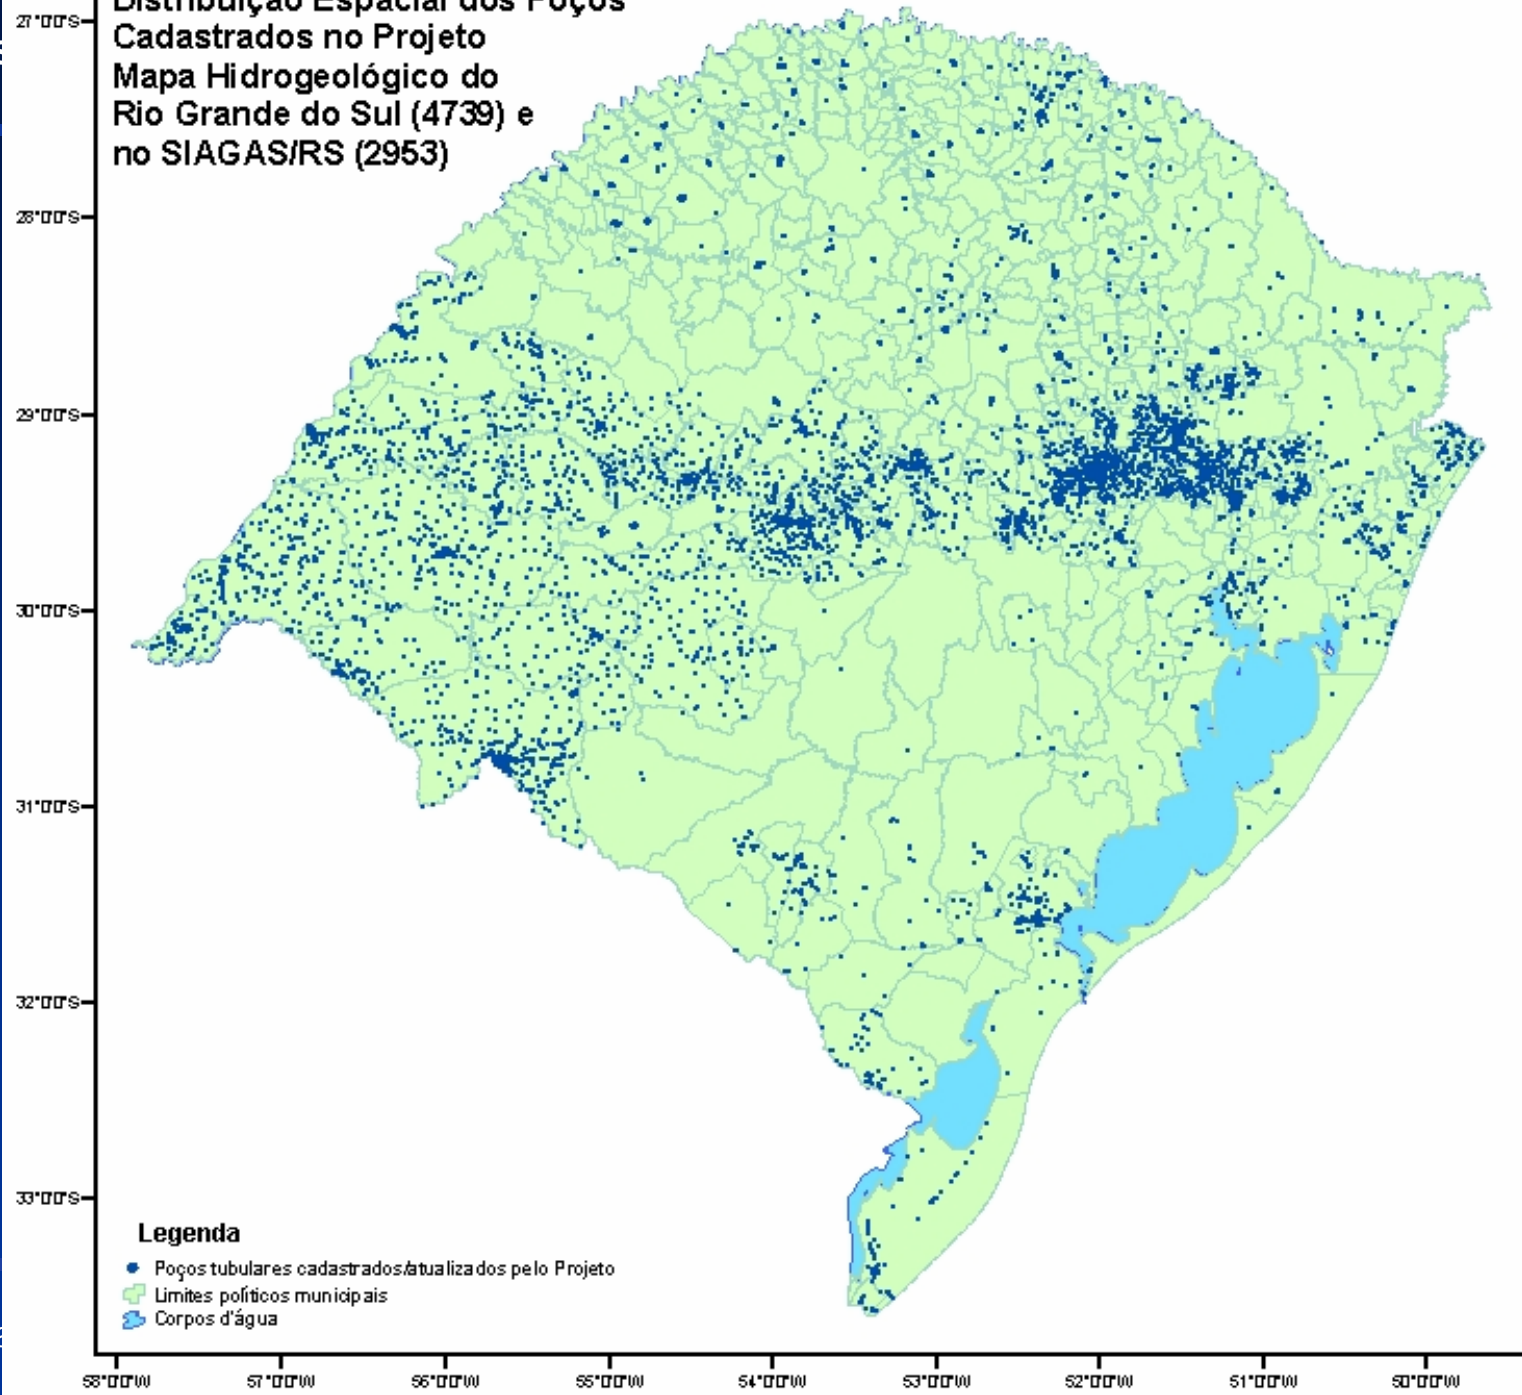 Distribuição Espacial dos Poços
Cadastrados no Projeto
Mapa Hidrogeológico do
Rio Grande do Sul (4739) e
no SIAGAS/RS (2953)
27°00'S
28°00'S
29°00'S
30°00'S
31°00'S
32°00'S
33°00'S
Legenda
Poços tubulares cadastrados/atualizados pelo Projeto
Limites políticos municipais
Corpos d'água
58°00'W 57°00'W 56°00'W 55°00'W 54°00'W 53°00'W 52°00'W 51°00'W 50°00'W